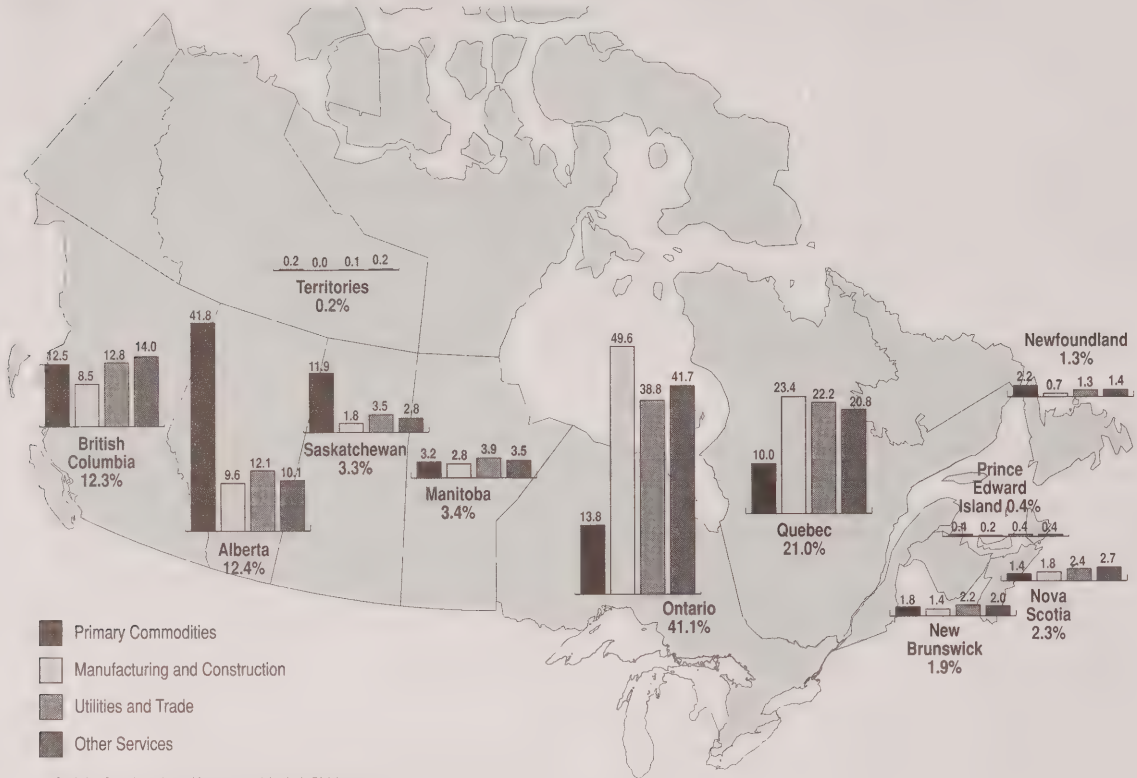 0.2 0.0 0.1 0.2
Territories
0.2%
12.5 8.5 12.8 14.0
British
Columbia
12.3%
41.8 9.6 12.1 10.1
Alberta
12.4%
11.9 1.8 3.5 2.8
Saskatchewan
3.3%
3.2 2.8 3.9 3.5
Manitoba
3.4%
13.8 49.6 38.8 41.7
Ontario
41.1%
10.0 23.4 22.2 20.8
Quebec
21.0%
Newfoundland
1.3%
2.2 0.7 1.3 1.4
Prince
Edward
Island 0.4%
0.4 0.2 0.4 0.4
1.4 1.8 2.4 2.7
Nova
Scotia
2.3%
1.8 1.4 2.2 2.0
New
Brunswick
1.9%
Primary Commodities
Manufacturing and Construction
Utilities and Trade
Other Services